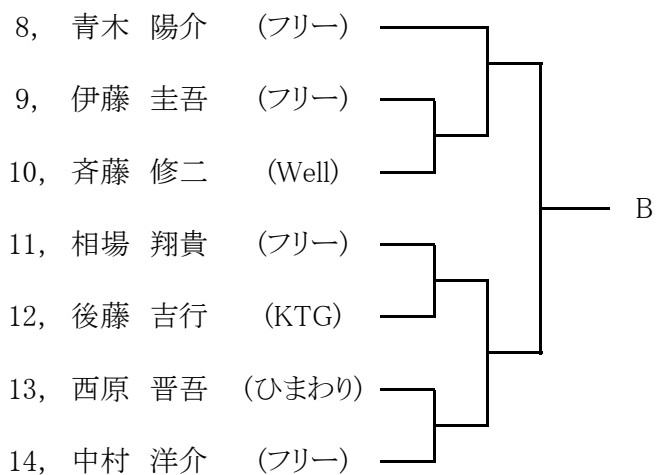 8, 青木 陽介 (フリー)
9, 伊藤 圭吾 (フリー)
10, 斉藤 修二 (Well)
B
11, 相場 翔貴 (フリー)
12, 後藤 吉行 (KTG)
13, 西原 晋吾 (ひまわり)
14, 中村 洋介 (フリー)